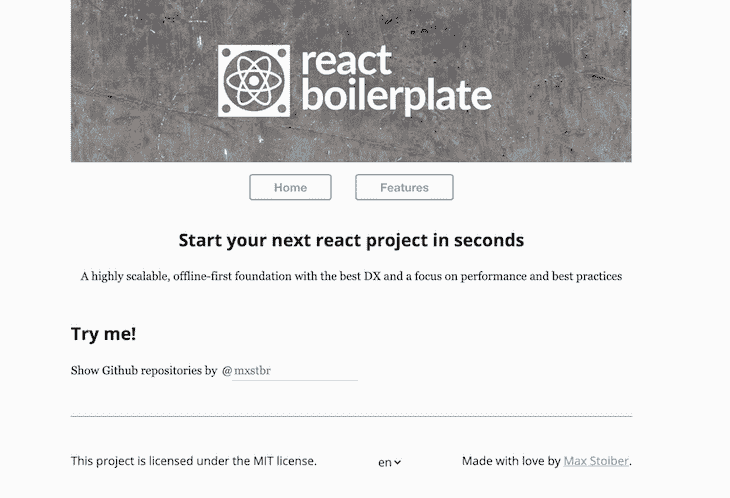 react
boilerplate
Home Features
Start your next react project in seconds
A highly scalable, offline-first foundation with the best DX and a focus on performance and best practices
Try me!
Show Github repositories by @mxstbr
This project is licensed under the MIT license. en Made with love by Max Stoiber.